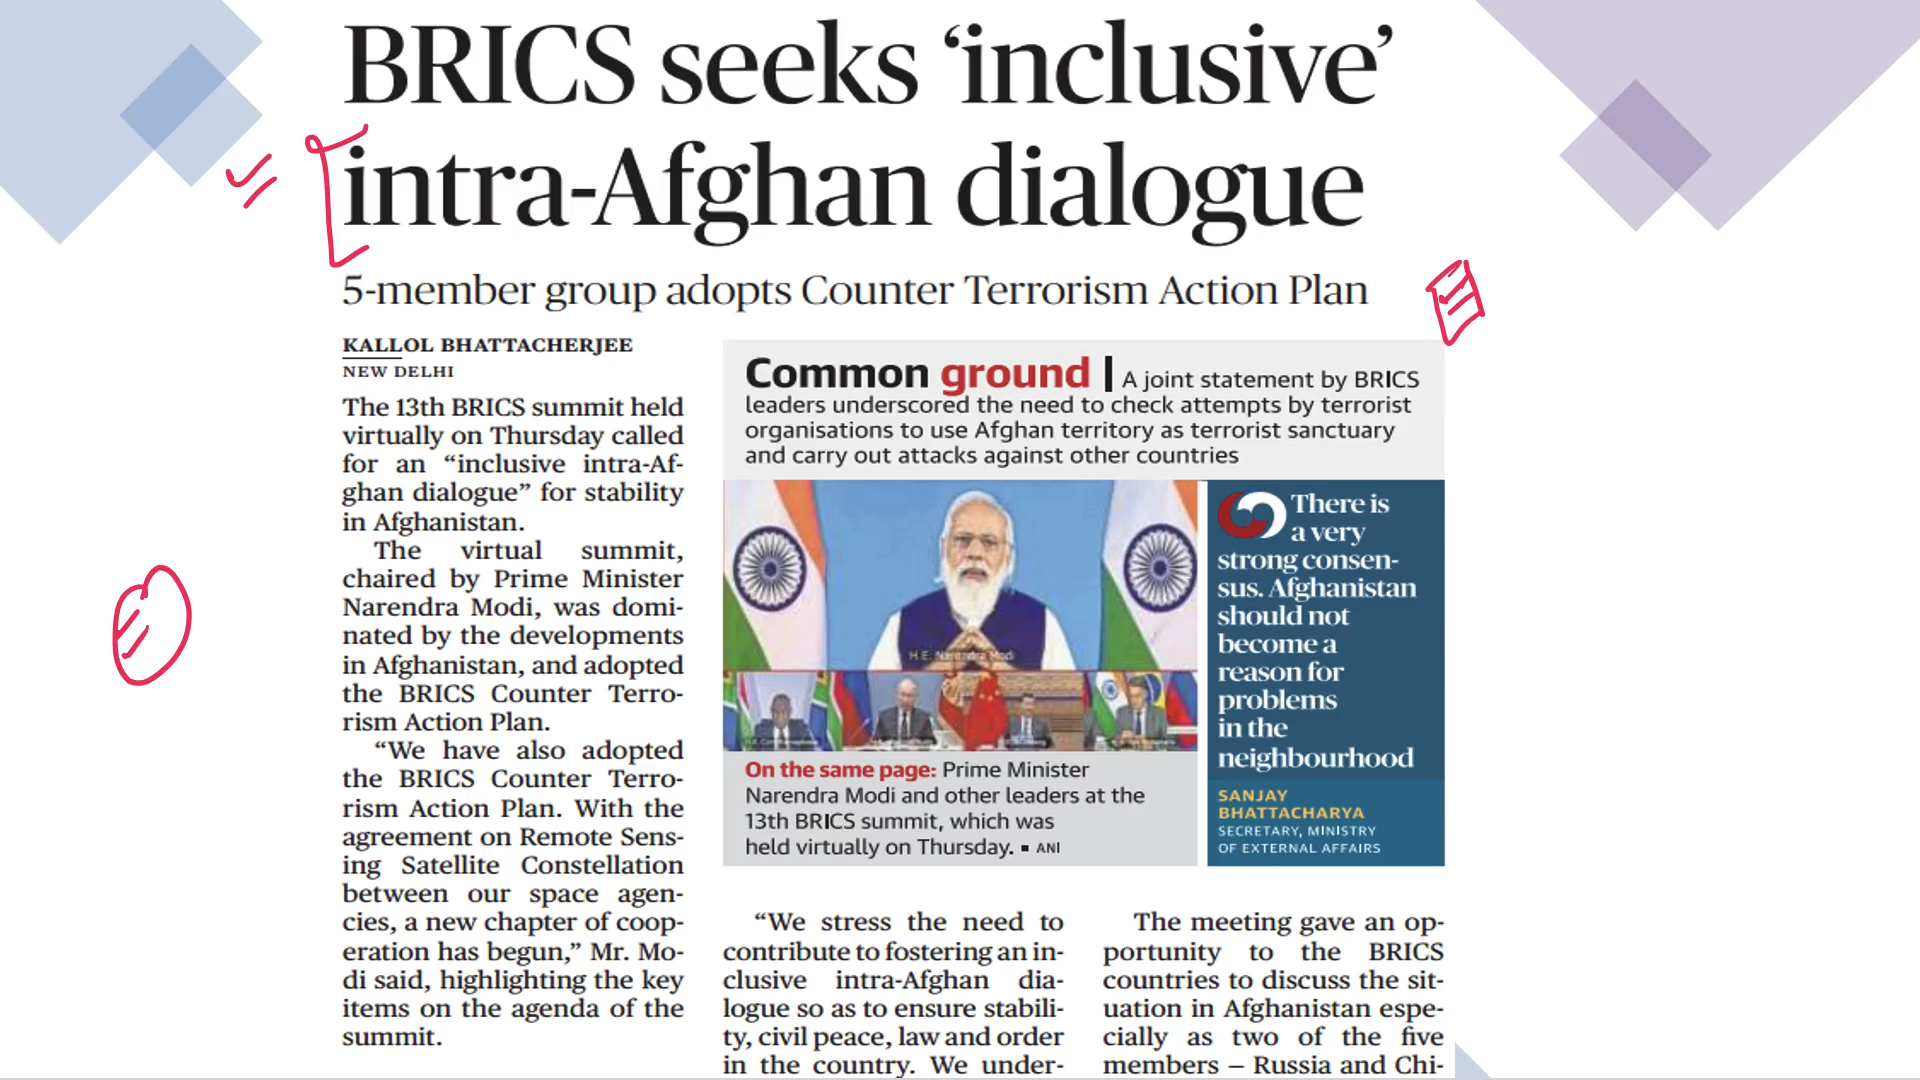 BRICS seeks ‘inclusive’
intra-Afghan dialogue
5-member group adopts Counter Terrorism Action Plan
KALLOL BHATTACHERJEE
NEW DELHI
The 13th BRICS summit held
virtually on Thursday called
for an “inclusive intra-Af-
ghan dialogue” for stability
in Afghanistan.
The virtual summit,
chaired by Prime Minister
Narendra Modi, was domi-
nated by the developments
in Afghanistan, and adopted
the BRICS Counter Terro-
rism Action Plan.
“We have also adopted
the BRICS Counter Terro-
rism Action Plan. With the
agreement on Remote Sens-
ing Satellite Constellation
between our space agen-
cies, a new chapter of coop-
eration has begun,” Mr. Mo-
di said, highlighting the key
items on the agenda of the
summit.
Common ground | A joint statement by BRICS
leaders underscored the need to check attempts by terrorist
organisations to use Afghan territory as terrorist sanctuary
and carry out attacks against other countries
H.E. Narendra Modi
On the same page: Prime Minister
Narendra Modi and other leaders at the
13th BRICS summit, which was
held virtually on Thursday. ▪ ANI
There is
a very
strong consen-
sus. Afghanistan
should not
become a
reason for
problems
in the
neighbourhood
SANJAY
BHATTACHARYA
SECRETARY, MINISTRY
OF EXTERNAL AFFAIRS
“We stress the need to
contribute to fostering an in-
clusive intra-Afghan dia-
logue so as to ensure stabili-
ty, civil peace, law and order
in the country. We under-
The meeting gave an op-
portunity to the BRICS
countries to discuss the sit-
uation in Afghanistan espe-
cially as two of the five
members – Russia and Chi-